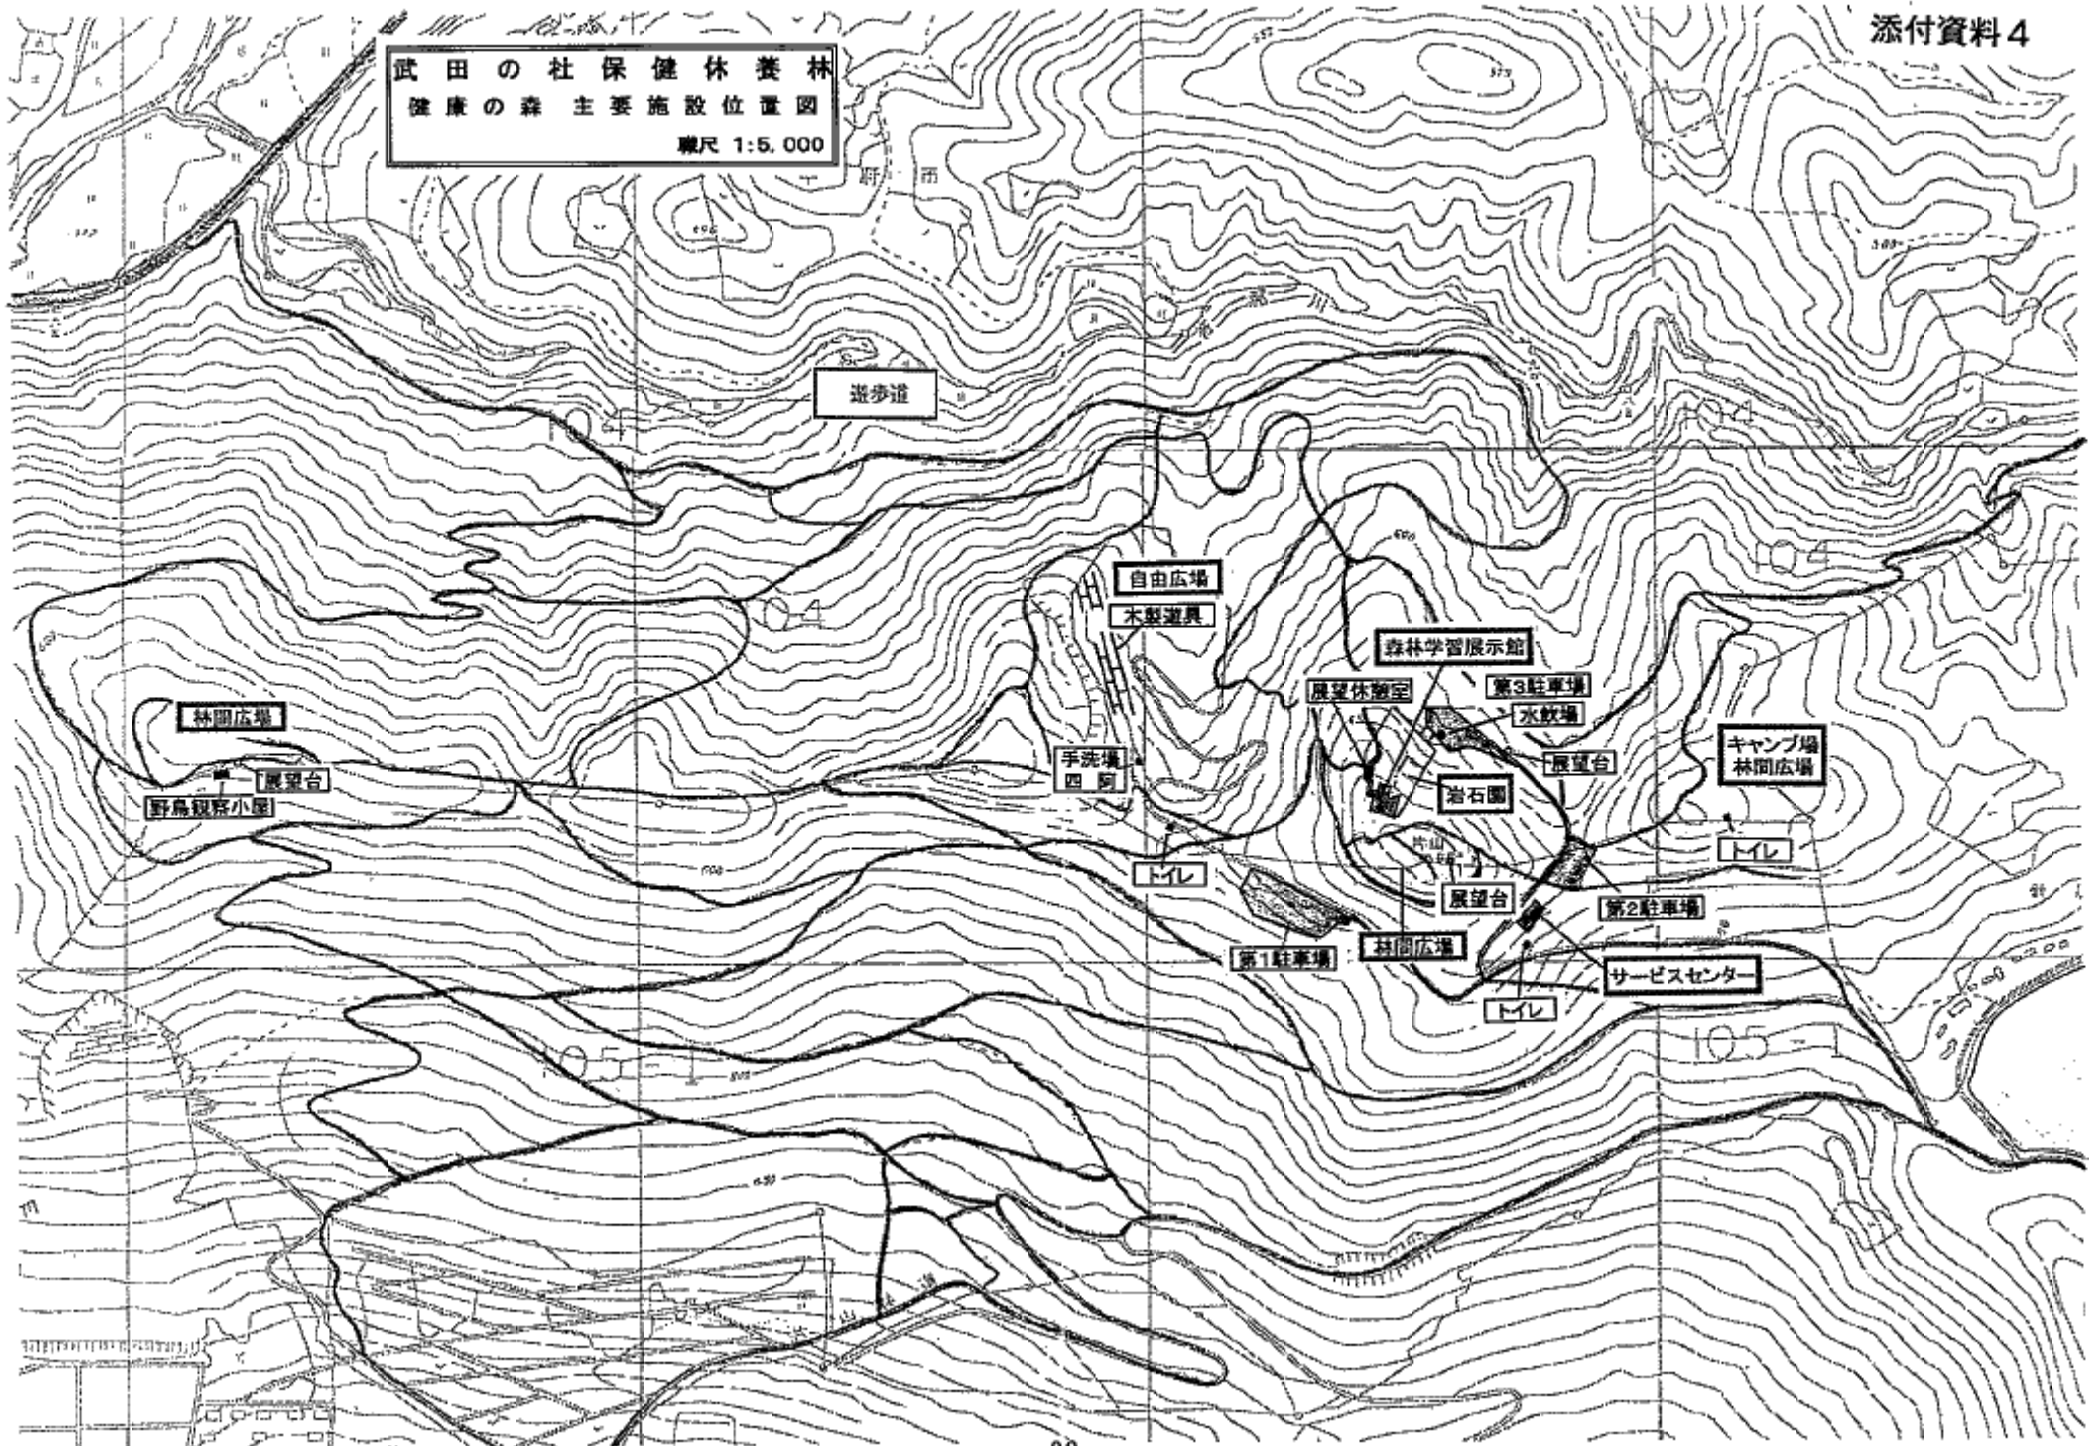 添付資料4
武田の杜保健休養林
健康の森 主要施設位置図
縮尺 1:5,000
府 市
遊歩道
104
104
104
自由広場
木製遊具
森林学習展示館
展望休憩室
第3駐車場
水飲場
林間広場
展望台
野鳥観察小屋
手洗場
四阿
展望台
キャンプ場
林間広場
岩石園
片山
トイレ
トイレ
展望台
第2駐車場
第1駐車場
林間広場
サービスセンター
トイレ
105-1
105-1